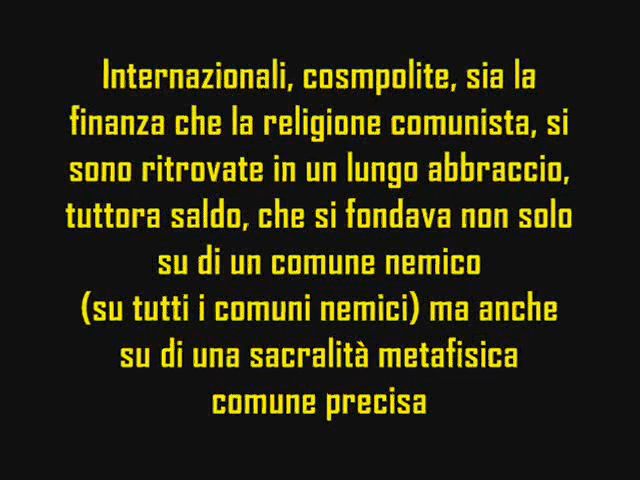 Internazionali, cosmpolite, sia la
finanza che la religione comunista, si
sono ritrovate in un lungo abbraccio,
tuttora saldo, che si fondava non solo
su di un comune nemico
(su tutti i comuni nemici) ma anche
su di una sacralità metafisica
comune precisa